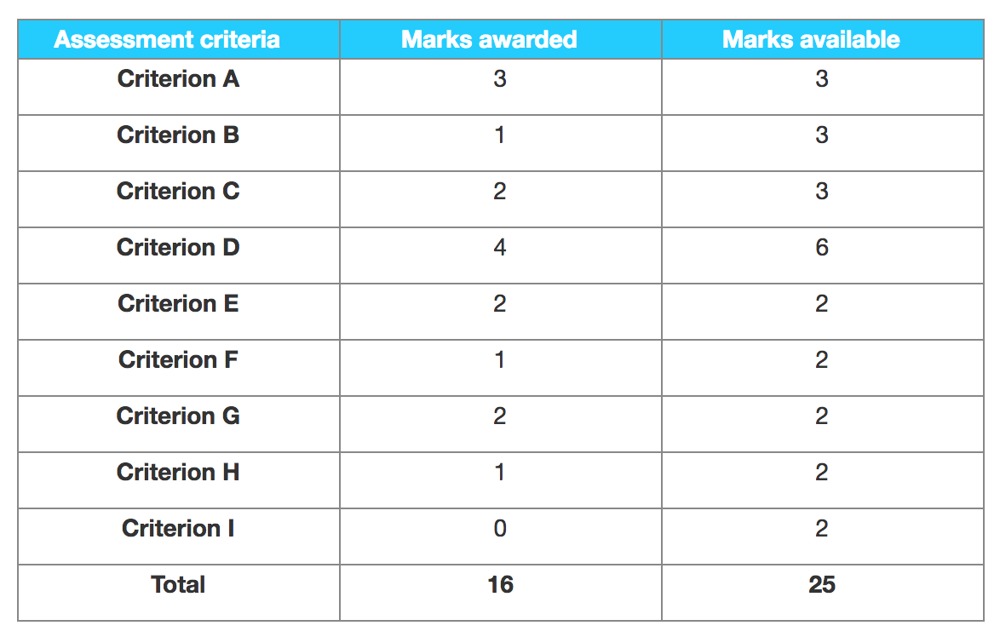 Assessment criteria Marks awarded Marks available
Criterion A 3 3
Criterion B 1 3
Criterion C 2 3
Criterion D 4 6
Criterion E 2 2
Criterion F 1 2
Criterion G 2 2
Criterion H 1 2
Criterion I 0 2
Total 16 25